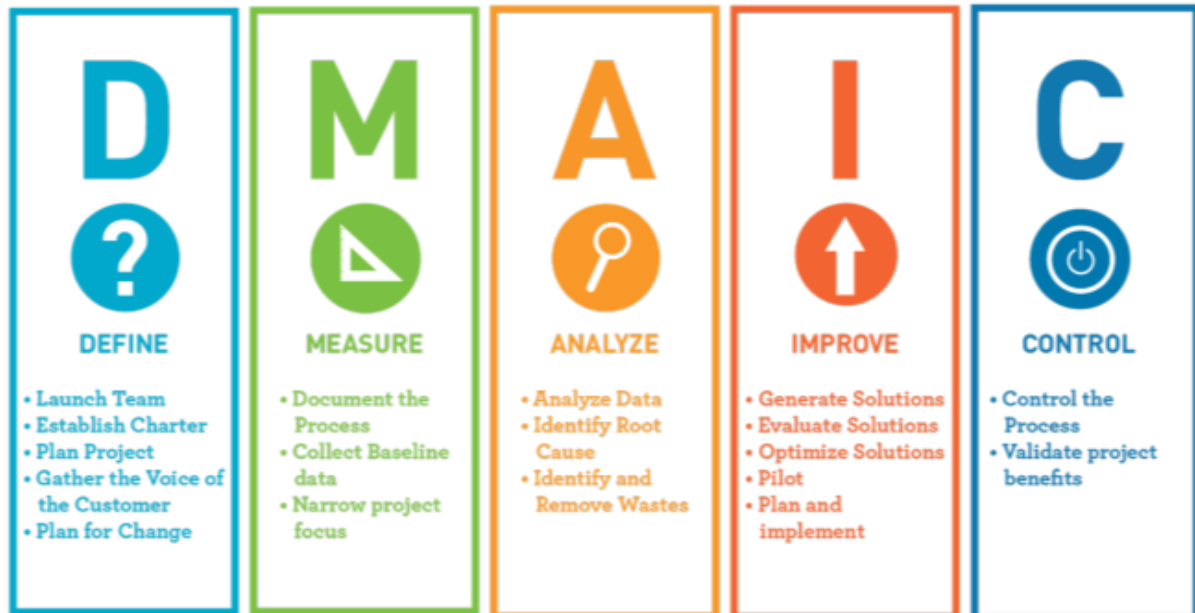 D
?
DEFINE
• Launch Team
• Establish Charter
• Plan Project
• Gather the Voice of
the Customer
• Plan for Change
M
MEASURE
• Document the
Process
• Collect Baseline
data
• Narrow project
focus
A
ANALYZE
• Analyze Data
• Identify Root
Cause
• Identify and
Remove Wastes
I
IMPROVE
• Generate Solutions
• Evaluate Solutions
• Optimize Solutions
• Pilot
• Plan and
implement
C
CONTROL
• Control the
Process
• Validate project
benefits